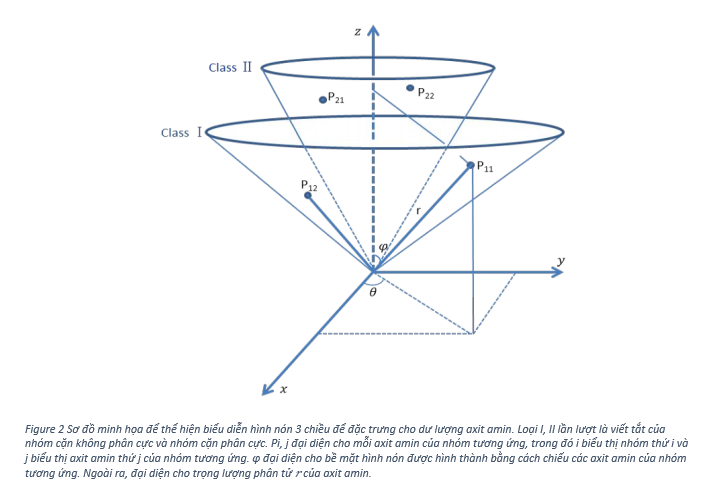 z
Class II
P21
P22
Class I
P11
P12
r
φ
y
θ
x
Figure 2 Sơ đồ minh họa để thể hiện biểu diễn hình nón 3 chiều để đặc trưng cho dư lượng axit amin. Loại I, II lần lượt là viết tắt của
nhóm cặn không phân cực và nhóm cặn phân cực. Pi, j đại diện cho mỗi axit amin của nhóm tương ứng, trong đó i biểu thị nhóm thứ i và
j biểu thị axit amin thứ j của nhóm tương ứng. φ đại diện cho bề mặt hình nón được hình thành bằng cách chiếu các axit amin của nhóm
tương ứng. Ngoài ra, đại diện cho trọng lượng phân tử r của axit amin.